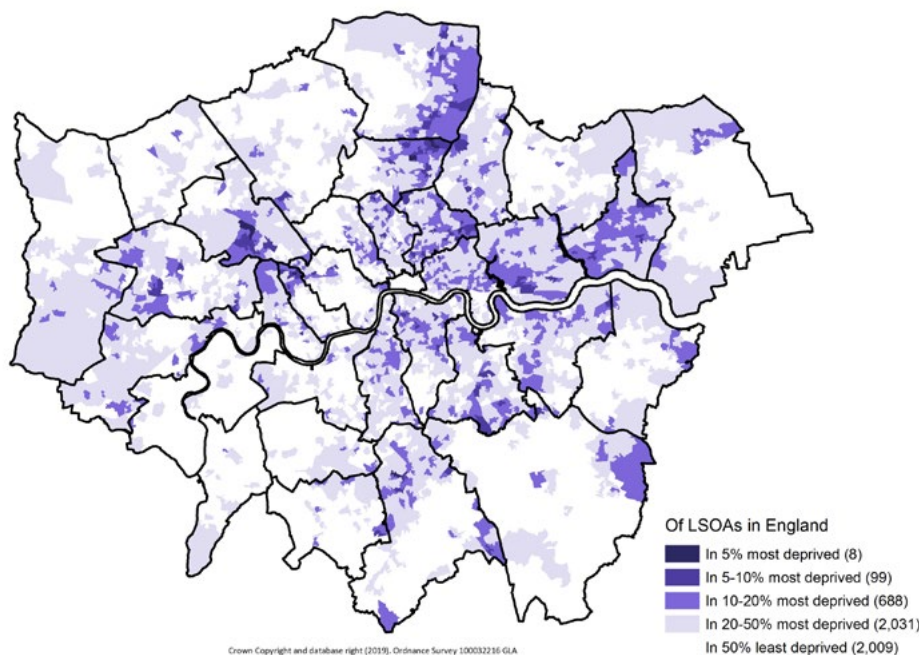 Of LSOAs in England
In 5% most deprived (8)
In 5-10% most deprived (99)
In 10-20% most deprived (688)
In 20-50% most deprived (2,031)
In 50% least deprived (2,009)
Crown Copyright and database right (2019). Ordnance Survey 100032216 GLA